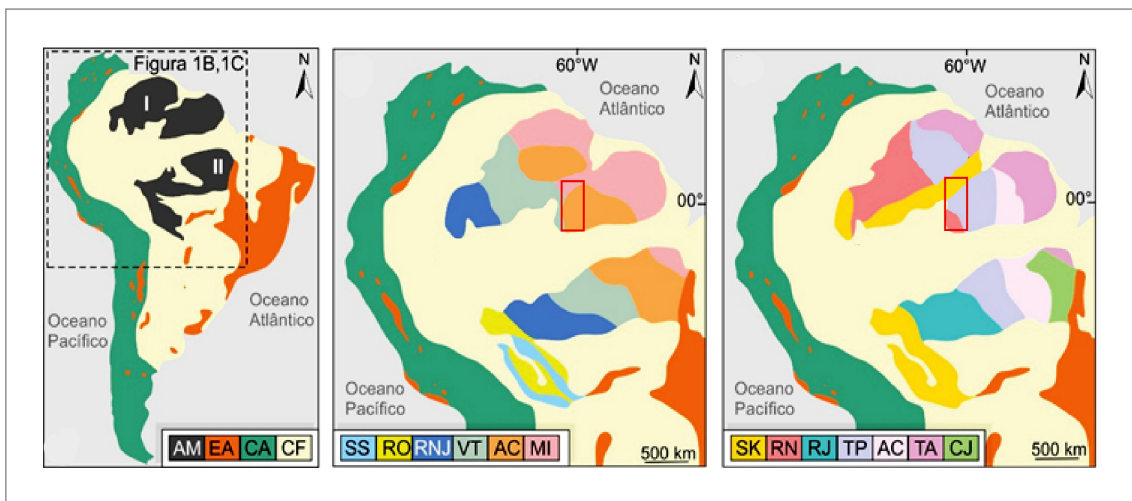 Figura 1B,1C
N
I
II
Oceano
Pacífico
Oceano
Atlântico
AM EA CA CF
60°W
N
Oceano
Atlântico
00°
Oceano
Pacífico
SS RO RNJ VT AC MI
500 km
60°W
N
Oceano
Atlântico
00°
Oceano
Pacífico
SK RN RJ TP AC TA CJ
500 km